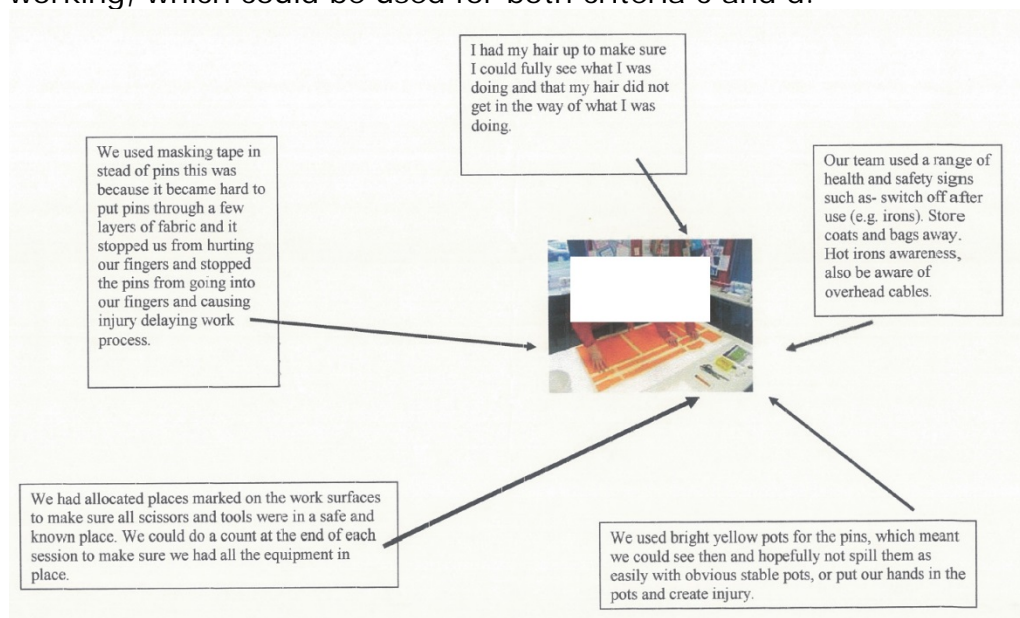 working, which could be used for both criteria c and d.
I had my hair up to make sure
I could fully see what I was
doing and that my hair did not
get in the way of what I was
doing.
We used masking tape in
stead of pins this was
because it became hard to
put pins through a few
layers of fabric and it
stopped us from hurting
our fingers and stopped
the pins from going into
our fingers and causing
injury delaying work
process.
Our team used a range of
health and safety signs
such as- switch off after
use (e.g. irons). Store
coats and bags away.
Hot irons awareness,
also be aware of
overhead cables.
We had allocated places marked on the work surfaces
to make sure all scissors and tools were in a safe and
known place. We could do a count at the end of each
session to make sure we had all the equipment in
place.
We used bright yellow pots for the pins, which meant
we could see then and hopefully not spill them as
easily with obvious stable pots, or put our hands in the
pots and create injury.